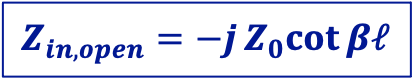 Z_{in,open} = −j Z_0 cot βℓ